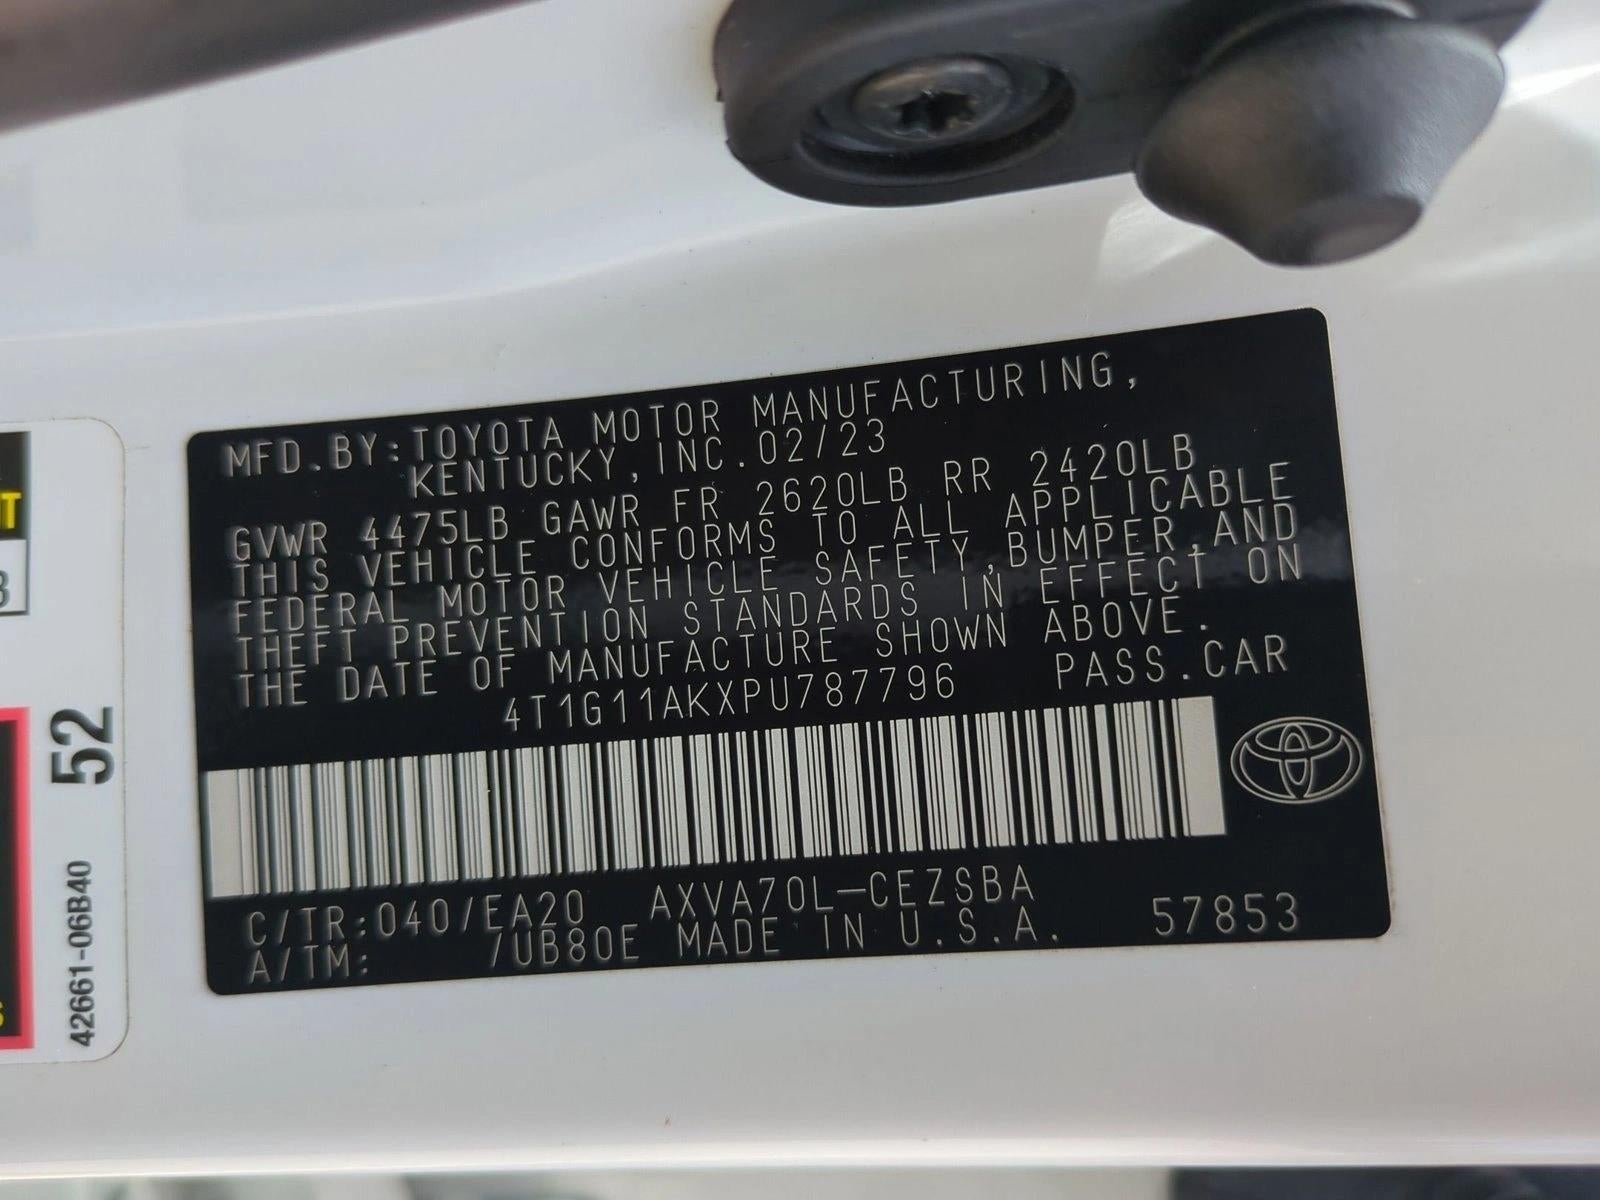 MFD.BY:TOYOTA MOTOR MANUFACTURING,
KENTUCKY,INC.02/23
GVWR 4475LB GAWR FR 2620LB RR 2420LB
THIS VEHICLE CONFORMS TO ALL APPLICABLE
FEDERAL MOTOR VEHICLE SAFETY,BUMPER,AND
THEFT PREVENTION STANDARDS IN EFFECT ON
THE DATE OF MANUFACTURE SHOWN ABOVE.
4T1G11AKXPU787796 PASS.CAR
C/TR:040/EA20 AXVA70L-CEZSBA
A/TM: /UB80E MADE IN U.S.A. 57853
52
42661-06B40